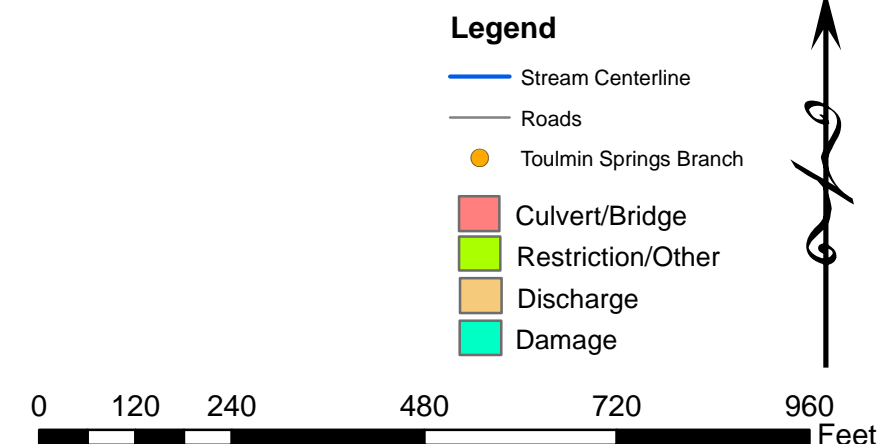 Legend
Stream Centerline
Roads
Toulmin Springs Branch
Culvert/Bridge
Restriction/Other
Discharge
Damage
0 120 240 480 720 960
Feet